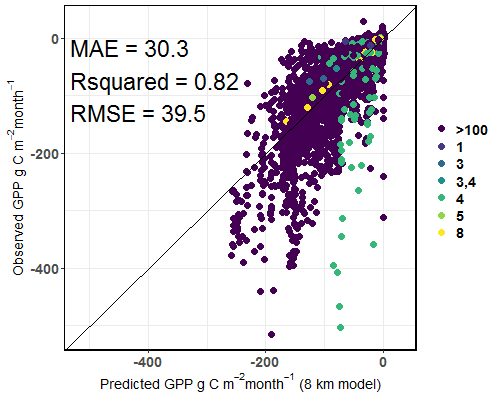 MAE = 30.3
Rsquared = 0.82
RMSE = 39.5
Observed GPP g C m⁻²month⁻¹
0
-200
-400
-400 -200 0
Predicted GPP g C m⁻²month⁻¹ (8 km model)
>100
1
3
3,4
4
5
8